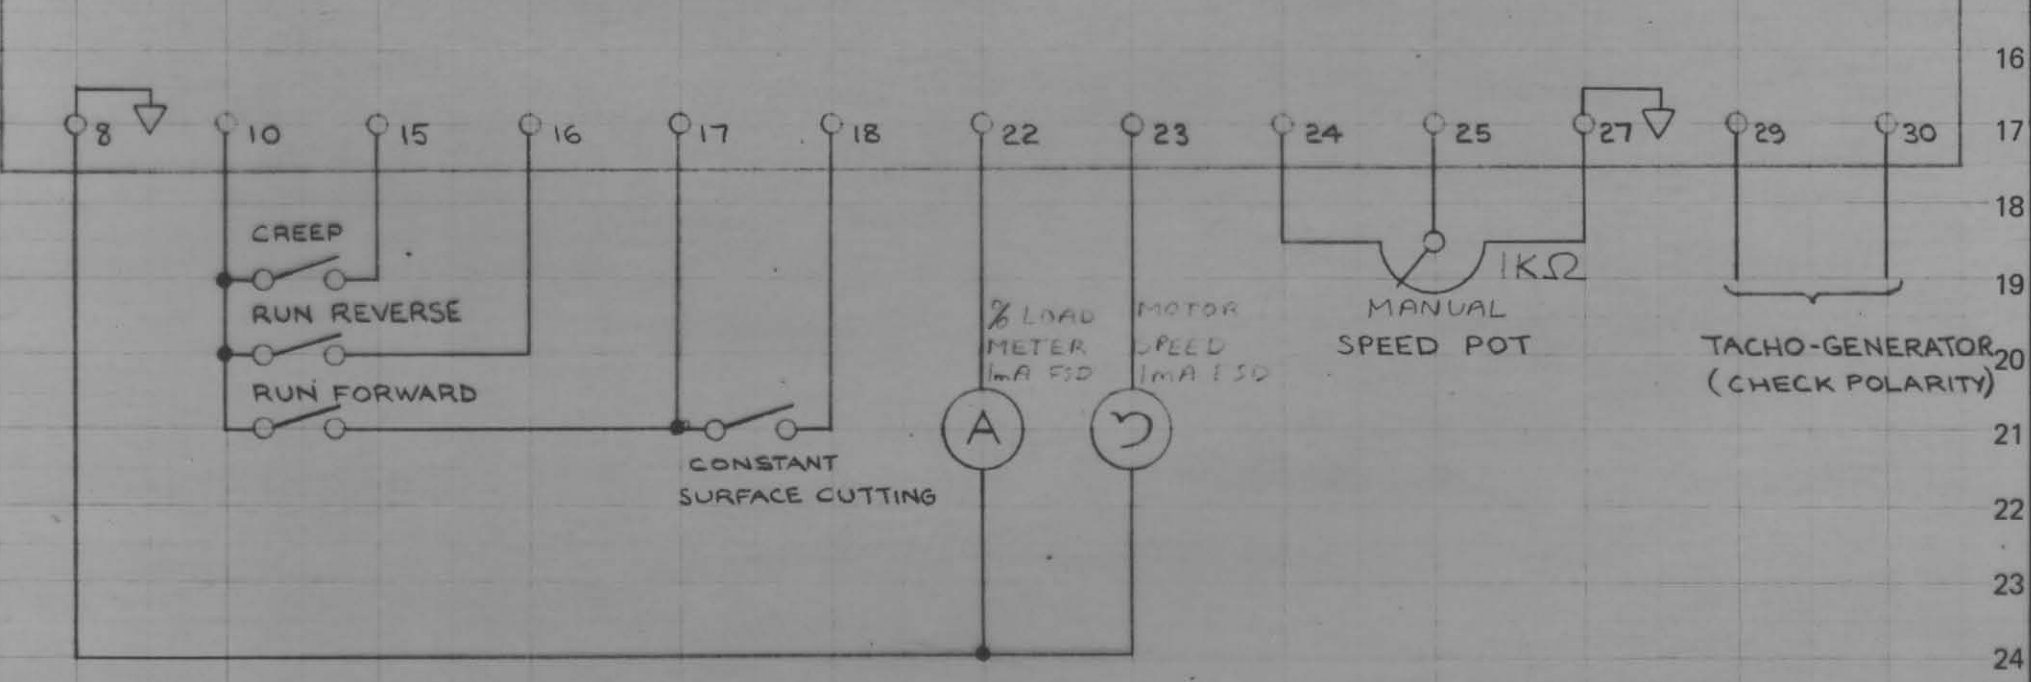 16
8 10 15 16 17 18 22 23 24 25 27 29 30 17
18
CREEP
1KΩ
19
RUN REVERSE
% LOAD
METER
1mA FSD
MOTOR
SPEED
1mA FSD
MANUAL
SPEED POT
TACHO-GENERATOR
(CHECK POLARITY)
20
RUN FORWARD
A
21
CONSTANT
SURFACE CUTTING
22
23
24